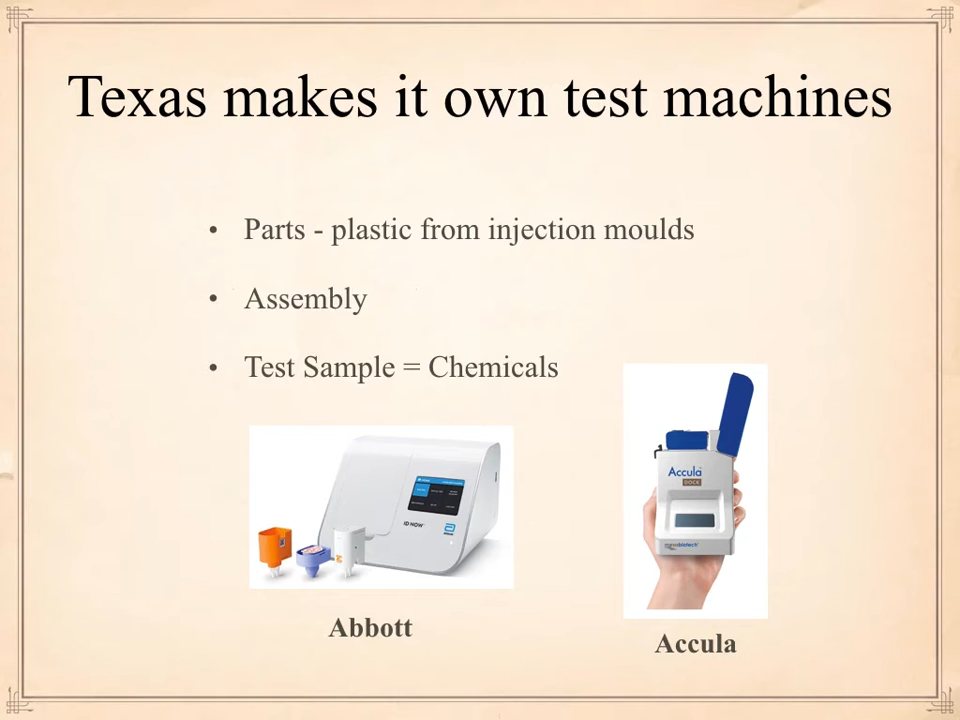 Texas makes it own test machines
• Parts - plastic from injection moulds
• Assembly
• Test Sample = Chemicals
Accula
DOCK
ID NOW
Abbott
Accula